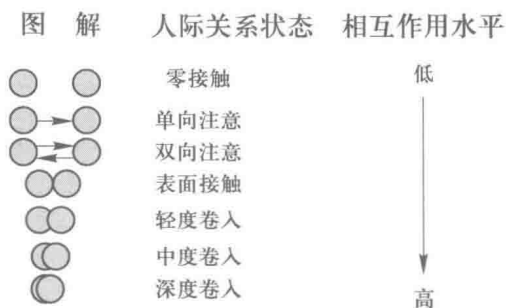 图 解 人际关系状态 相互作用水平
零接触 低
单向注意
双向注意
表面接触
轻度卷入
中度卷入
深度卷入 高